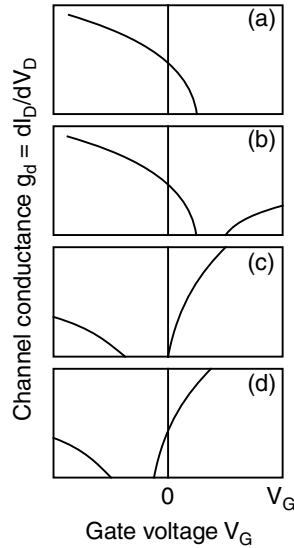 Channel conductance g_d = dI_D/dV_D
(a)
(b)
(c)
(d)
0 V_G
Gate voltage V_G